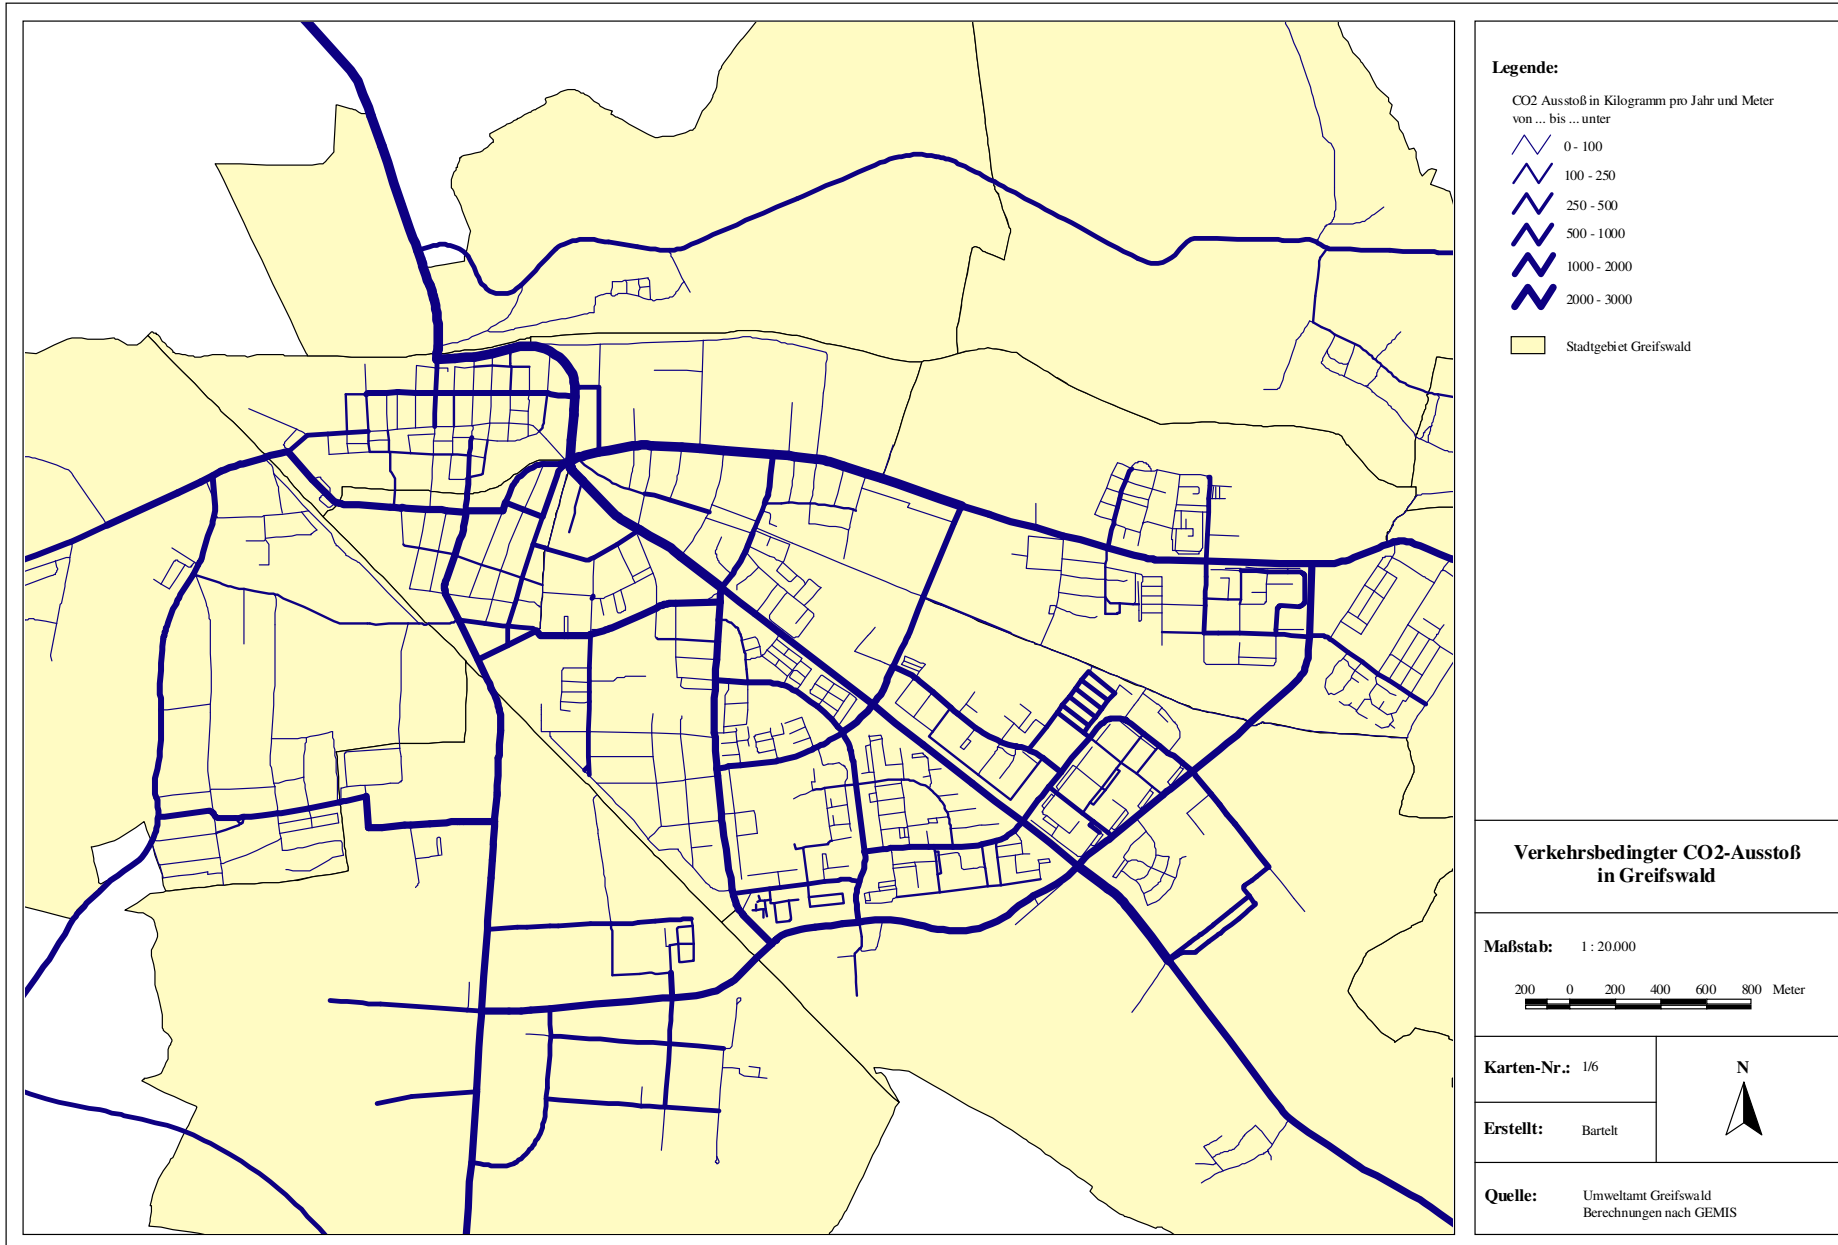 Legende:
CO2 Ausstoß in Kilogramm pro Jahr und Meter
von ... bis ... unter
0 - 100
100 - 250
250 - 500
500 - 1000
1000 - 2000
2000 - 3000
Stadtgebiet Greifswald
Verkehrsbedingter CO2-Ausstoß
in Greifswald
Maßstab: 1 : 20.000
200 0 200 400 600 800 Meter
Karten-Nr.: 1/6
N
Erstellt: Bartelt
Quelle: Umweltamt Greifswald
Berechnungen nach GEMIS